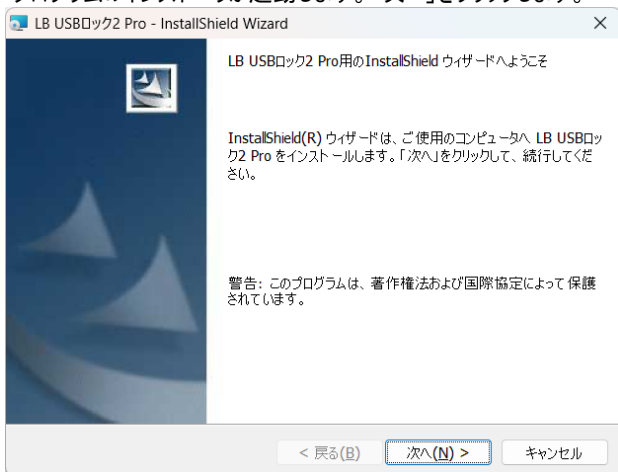 LB USBロック2 Pro - InstallShield Wizard
LB USBロック2 Pro用のInstallShield ウィザードへようこそ
InstallShield(R) ウィザードは、ご使用のコンピュータへ LB USBロッ
ク2 Pro をインストールします。「次へ」をクリックして、続行してくだ
さい。
警告: このプログラムは、著作権法および国際協定によって保護
されています。
< 戻る(B)
次へ(N) >
キャンセル